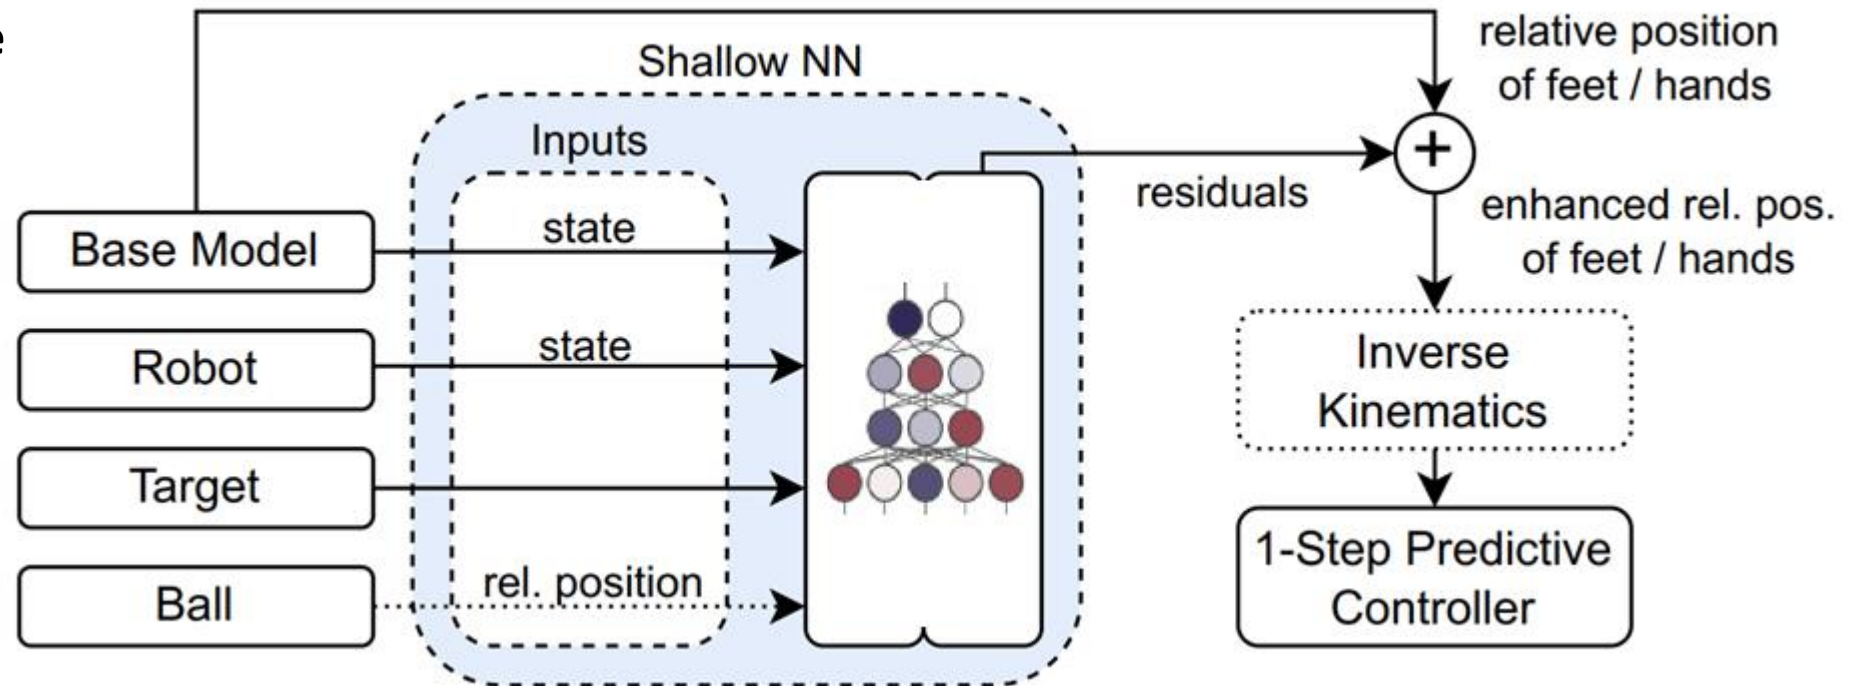 e
Shallow NN
relative position
of feet / hands
Inputs
+
residuals
enhanced rel. pos.
of feet / hands
Base Model
state
Robot
state
Target
Ball
rel. position
Inverse
Kinematics
1-Step Predictive
Controller